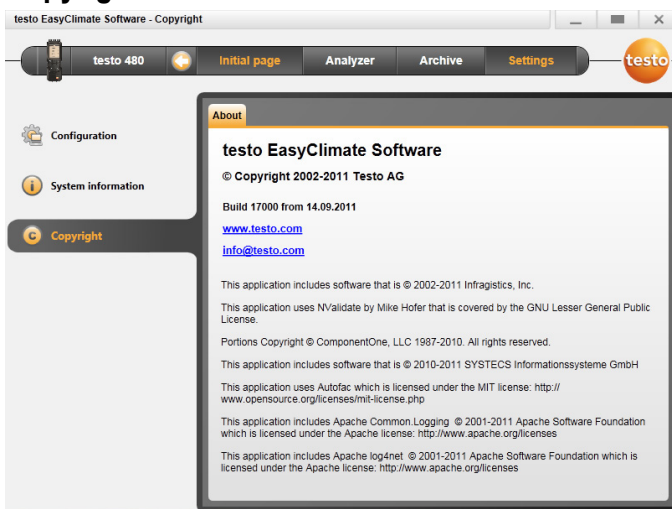 testo EasyClimate Software - Copyright
testo 480
Initial page
Analyzer
Archive
Settings
testo
Configuration
System information
Copyright
About
testo EasyClimate Software
© Copyright 2002-2011 Testo AG
Build 17000 from 14.09.2011
www.testo.com
info@testo.com
This application includes software that is © 2002-2011 Infragistics, Inc.
This application uses NValidate by Mike Hofer that is covered by the GNU Lesser General Public
License.
Portions Copyright © ComponentOne, LLC 1987-2010. All rights reserved.
This application includes software that is © 2010-2011 SYSTECS Informationssysteme GmbH
This application uses Autofac which is licensed under the MIT license: http://
www.opensource.org/licenses/mit-license.php
This application includes Apache Common.Logging © 2001-2011 Apache Software Foundation
which is licensed under the Apache license: http://www.apache.org/licenses
This application includes Apache log4net © 2001-2011 Apache Software Foundation which is
licensed under the Apache license: http://www.apache.org/licenses